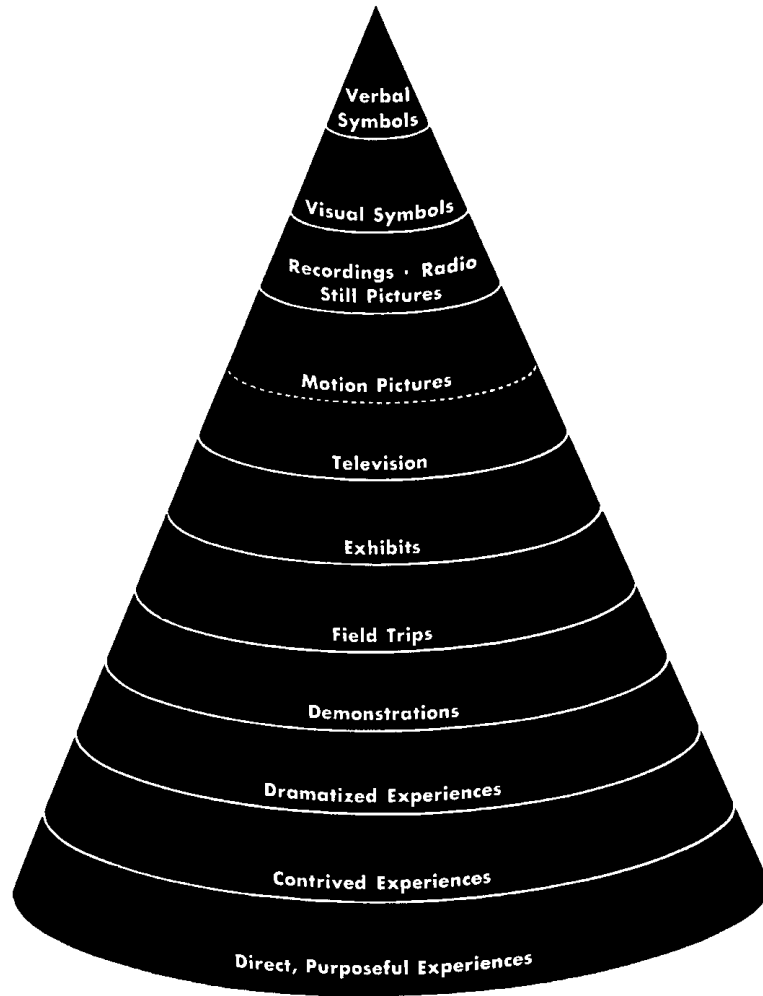 Verbal
Symbols
Visual Symbols
Recordings · Radio
Still Pictures
Motion Pictures
Television
Exhibits
Field Trips
Demonstrations
Dramatized Experiences
Contrived Experiences
Direct, Purposeful Experiences